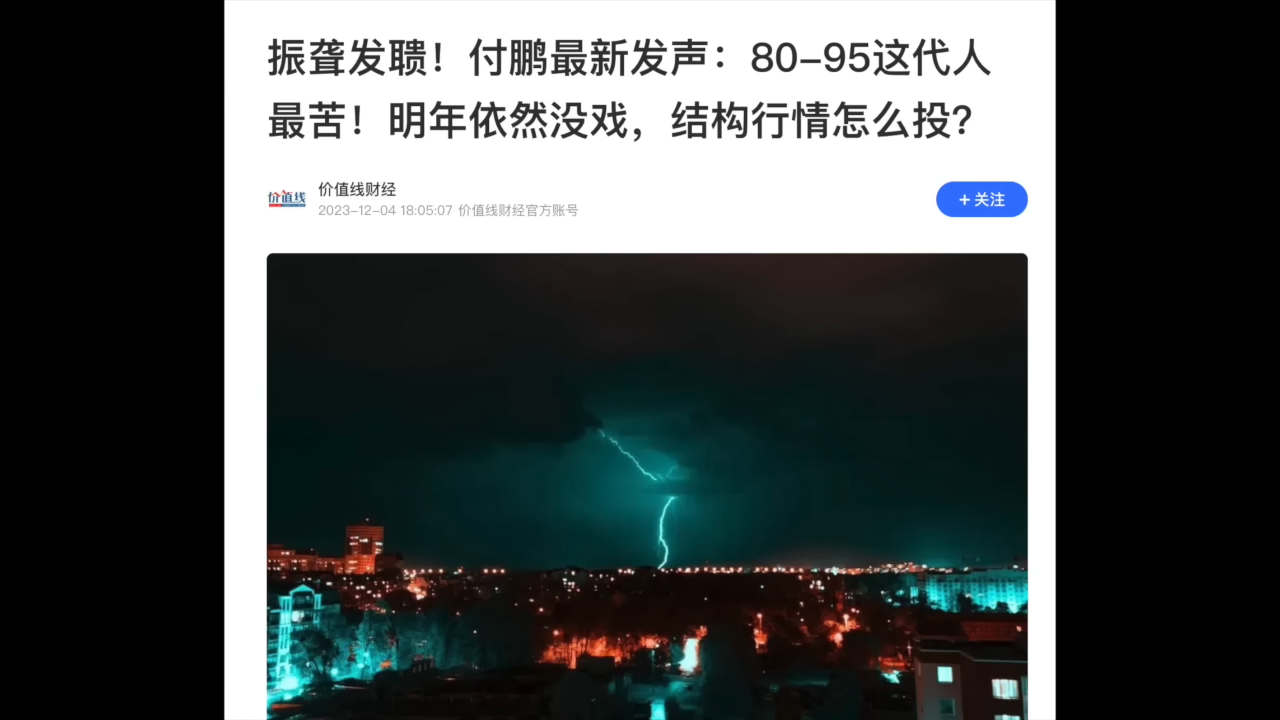 振聋发聩！付鹏最新发声：80-95这代人
最苦！明年依然没戏，结构行情怎么投？
价值线
价值线财经
2023-12-04 18:05:07 价值线财经官方账号
+ 关注